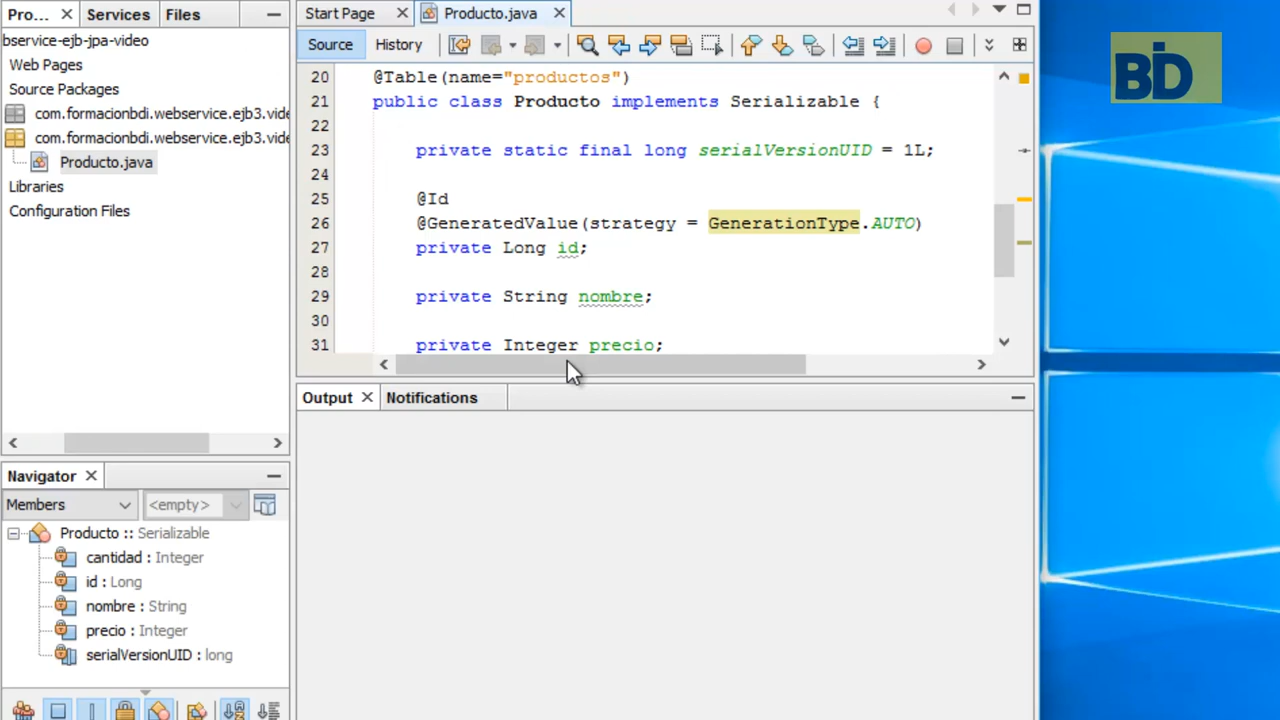 Pro...
Services
Files
bservice-ejb-jpa-video
Web Pages
Source Packages
com.formacionbdi.webservice.ejb3.vide
com.formacionbdi.webservice.ejb3.vide
Producto.java
Libraries
Configuration Files
Start Page
Producto.java
Source
History
20 @Table(name="productos")
21 public class Producto implements Serializable {
22
23 private static final long serialVersionUID = 1L;
24
25 @Id
26 @GeneratedValue(strategy = GenerationType.AUTO)
27 private Long id;
28
29 private String nombre;
30
31 private Integer precio;
Output
Notifications
Navigator
Members
<empty>
Producto :: Serializable
cantidad : Integer
id : Long
nombre : String
precio : Integer
serialVersionUID : long
BDI